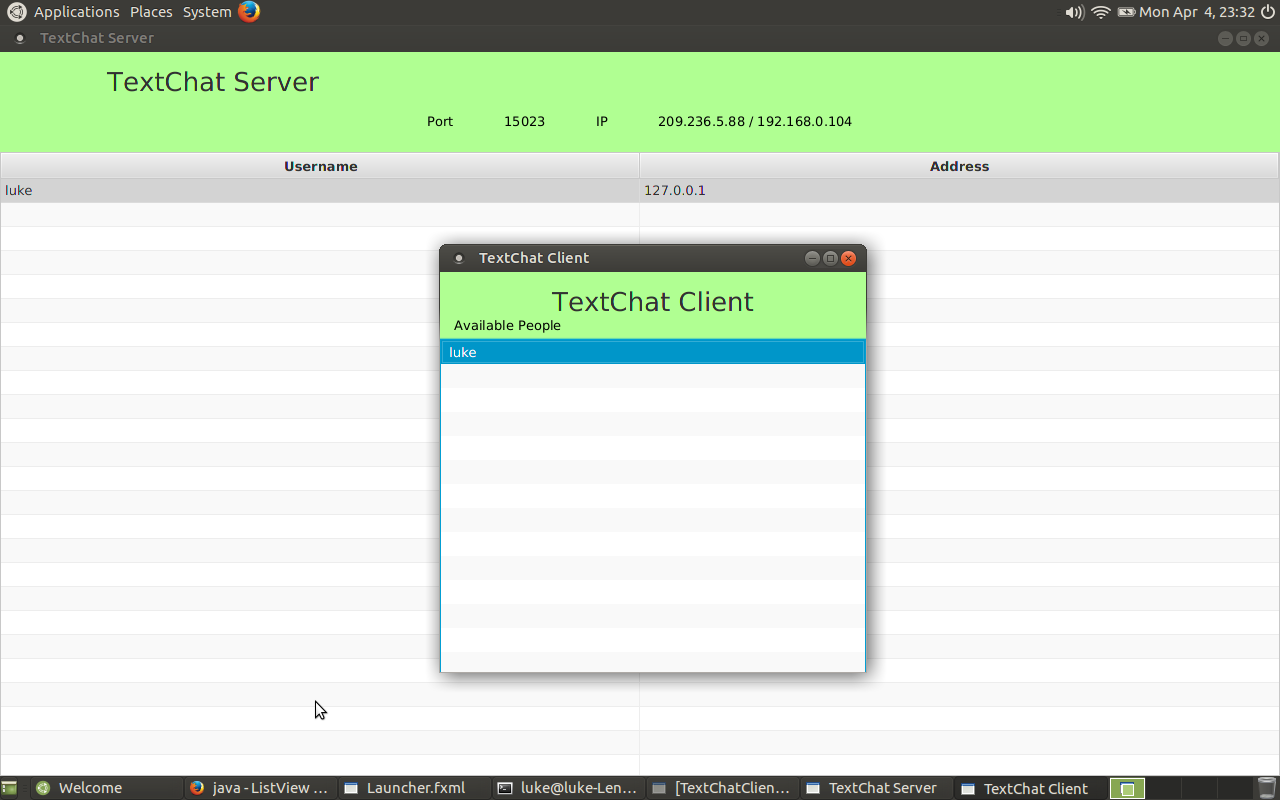 Applications Places System Mon Apr 4, 23:32
TextChat Server
TextChat Server
Port 15023 IP 209.236.5.88 / 192.168.0.104
Username Address
luke 127.0.0.1
TextChat Client
TextChat Client
Available People
luke
Welcome java - ListView ... Launcher.fxml luke@luke-Len... [TextChatClien... TextChat Server TextChat Client